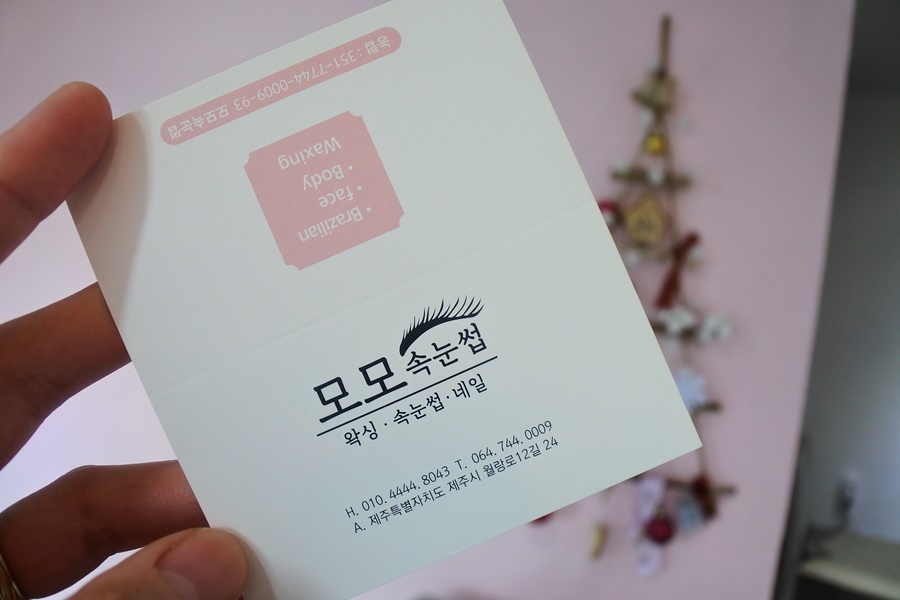 모모속눈썹
왁싱 · 속눈썹 · 네일
H. 010. 4444. 8043 T. 064. 744. 0009
A. 제주특별자치도 제주시 월랑로12길 24
• Brazilian
• face
• Body
Waxing
농협 : 351-7744-0009-93 모모속눈썹